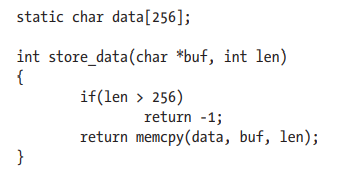 static char data[256];
int store_data(char *buf, int len)
{
if(len > 256)
return -1;
return memcpy(data, buf, len);
}